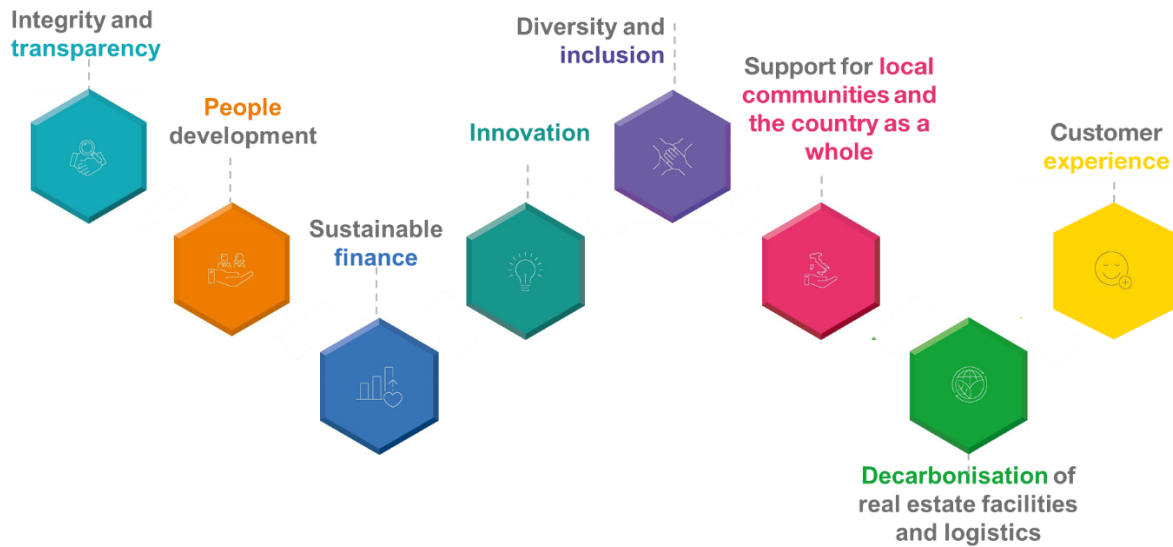 Integrity and
transparency
People
development
Sustainable
finance
Innovation
Diversity and
inclusion
Support for local
communities and
the country as a
whole
Decarbonisation of
real estate facilities
and logistics
Customer
experience